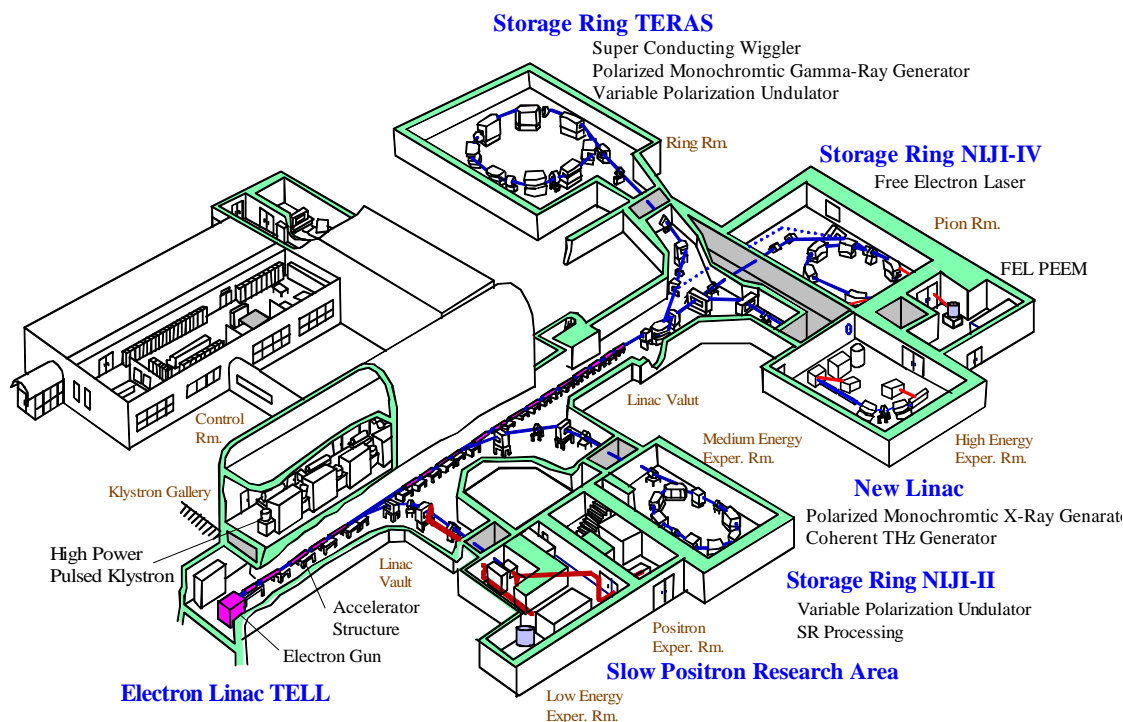 Storage Ring TERAS
Super Conducting Wiggler
Polarized Monochromtic Gamma-Ray Generator
Variable Polarization Undulator
Ring Rm.
Storage Ring NIJI-IV
Free Electron Laser
Pion Rm.
FEL PEEM
Linac Valut
Control
Rm.
Medium Energy
Exper. Rm.
High Energy
Exper. Rm.
Klystron Gallery
New Linac
Polarized Monochromtic X-Ray Genarat
Coherent THz Generator
High Power
Pulsed Klystron
Linac
Vault
Storage Ring NIJI-II
Variable Polarization Undulator
SR Processing
Accelerator
Structure
Positron
Exper. Rm.
Electron Gun
Slow Positron Research Area
Electron Linac TELL
Low Energy
Exper. Rm.